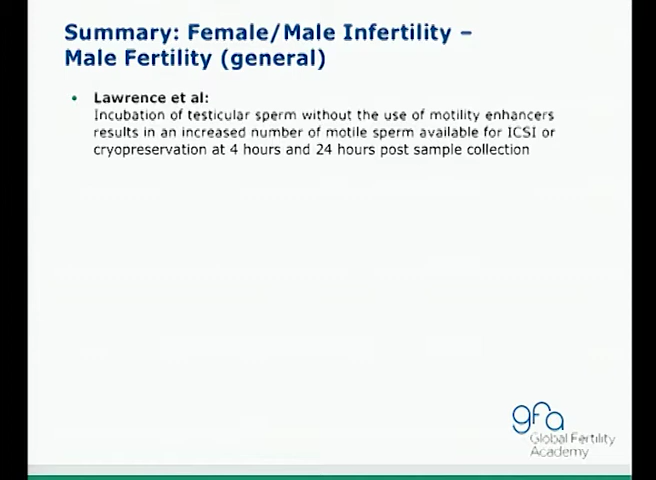 Summary: Female/Male Infertility –
Male Fertility (general)
• Lawrence et al:
Incubation of testicular sperm without the use of motility enhancers
results in an increased number of motile sperm available for ICSI or
cryopreservation at 4 hours and 24 hours post sample collection
gfa
Global Fertility
Academy